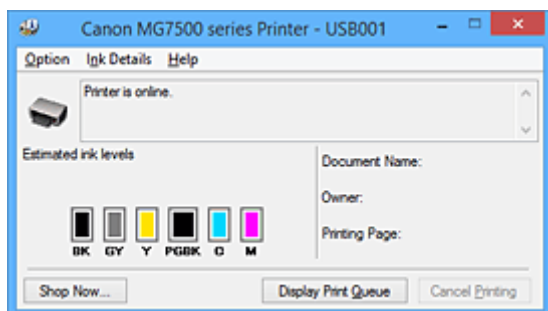 Canon MG7500 series Printer - USB001
Option Ink Details Help
Printer is online.
Estimated ink levels
Document Name:
Owner:
Printing Page:
BK GY Y PGBK C M
Shop Now... Display Print Queue Cancel Printing